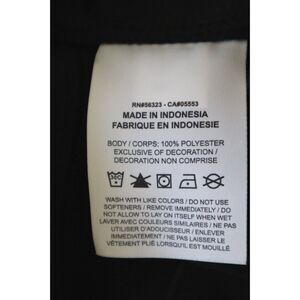 RN#56323 - CA#05553
MADE IN INDONESIA
FABRIQUE EN INDONESIE
BODY / CORPS: 100% POLYESTER
EXCLUSIVE OF DECORATION /
DECORATION NON COMPRISE
30C
WASH WITH LIKE COLORS / DO NOT USE
SOFTENERS / REMOVE IMMEDIATELY / DO
NOT ALLOW TO LAY ON ITSELF WHEN WET
LAVER AVEC COULEURS SIMILAIRES / NE PAS
UTILISER D'ADOUCISSEUR / ENLEVER
IMMEDIATEMENT / NE PAS LAISSER LE
VÊTEMENT PLIÉ LORSQU'IL EST MOUILLÉ